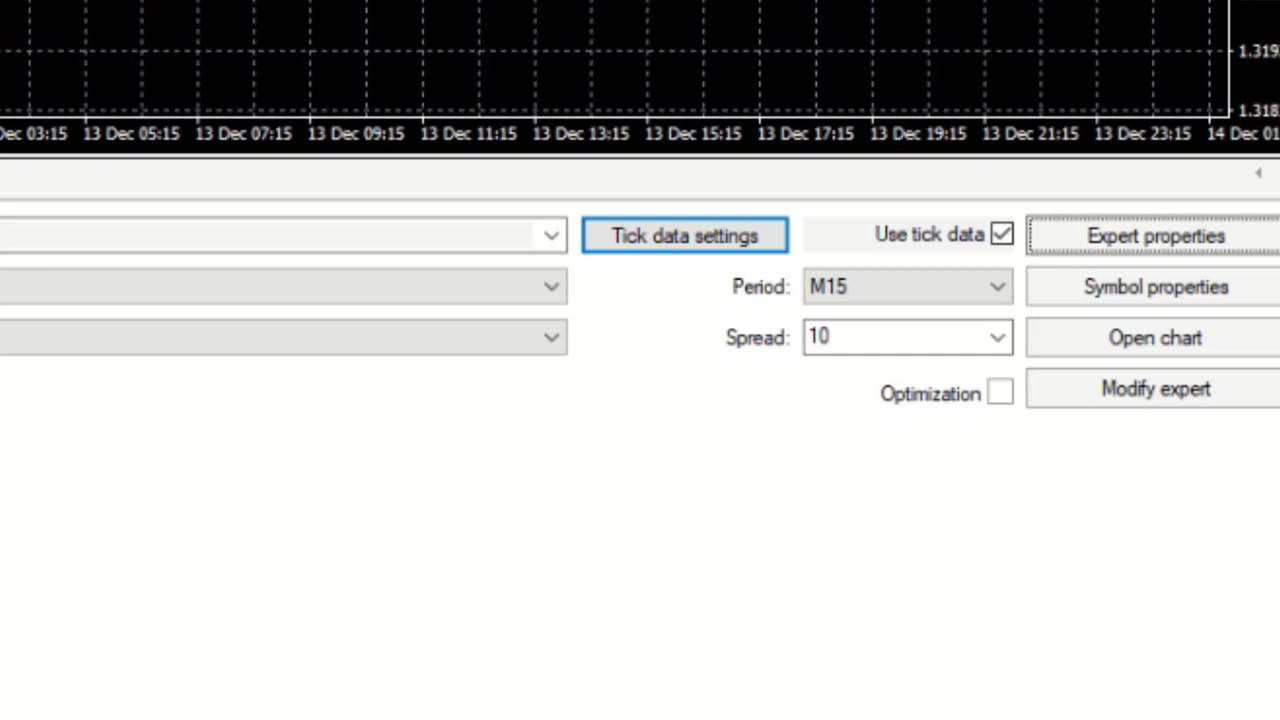 1.319
1.318
Dec 03:15 13 Dec 05:15 13 Dec 07:15 13 Dec 09:15 13 Dec 11:15 13 Dec 13:15 13 Dec 15:15 13 Dec 17:15 13 Dec 19:15 13 Dec 21:15 13 Dec 23:15 14 Dec 01
Tick data settings Use tick data Expert properties
Period: M15 Symbol properties
Spread: 10 Open chart
Optimization Modify expert